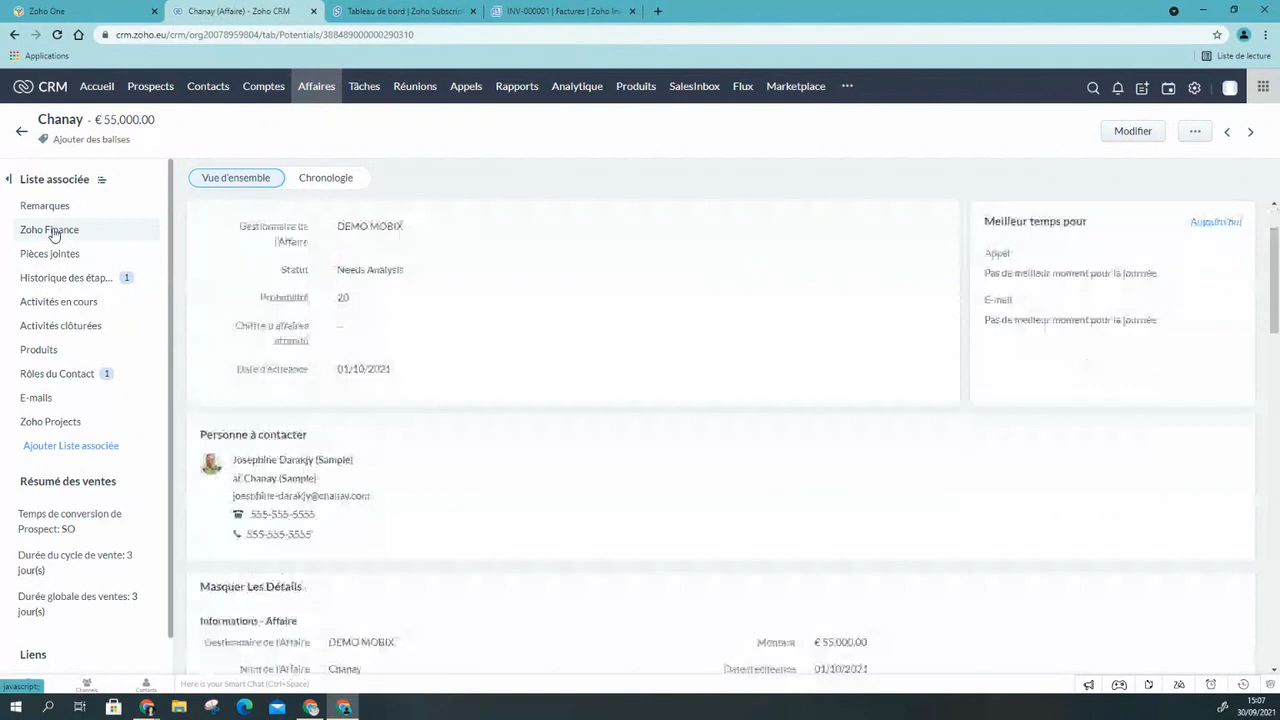 Zoho One
Chanay (Affaire) - Zoho CRM
Tableau de bord | Zoho Subscrip
INV-000001 | Factures | Zoho Inv
crm.zoho.eu/crm/org20078959804/tab/Potentials/388489000000290310
Applications
Liste de lecture
CRM Accueil Prospects Contacts Comptes Affaires Tâches Réunions Appels Rapports Analytique Produits SalesInbox Flux Marketplace
Chanay - € 55,000.00
Ajouter des balises
Modifier
Liste associée
Remarques
Zoho Finance
Pièces jointes
Historique des étap... 1
Activités en cours
Activités clôturées
Produits
Rôles du Contact 1
E-mails
Zoho Projects
Ajouter Liste associée
Résumé des ventes
Temps de conversion de
Prospect: SO
Durée du cycle de vente: 3
jour(s)
Durée globale des ventes: 3
jour(s)
Liens
Vue d'ensemble Chronologie
Gestionnaire de DEMO MOBIX
l'Affaire
Statut Needs Analysis
Probabilité 20
Chiffre d'affaires
attendu
Date d'échéance 01/10/2021
Meilleur temps pour Aujourd'hui
Appel
Pas de meilleur moment pour la journée
E-mail
Pas de meilleur moment pour la journée
Personne à contacter
Josephine Darakjy (Sample)
at Chanay (Sample)
josephine-darakjy@chanay.com
555-555-5555
555-555-5555
Masquer Les Détails
Informations - Affaire
Gestionnaire de l'Affaire DEMO MOBIX
Montant € 55,000.00
Nom de l'Affaire Chanay
Date d'échéance 01/10/2021
javascript:;
Channels
Contacts
Here is your Smart Chat (Ctrl+Space)
15:07
30/09/2021